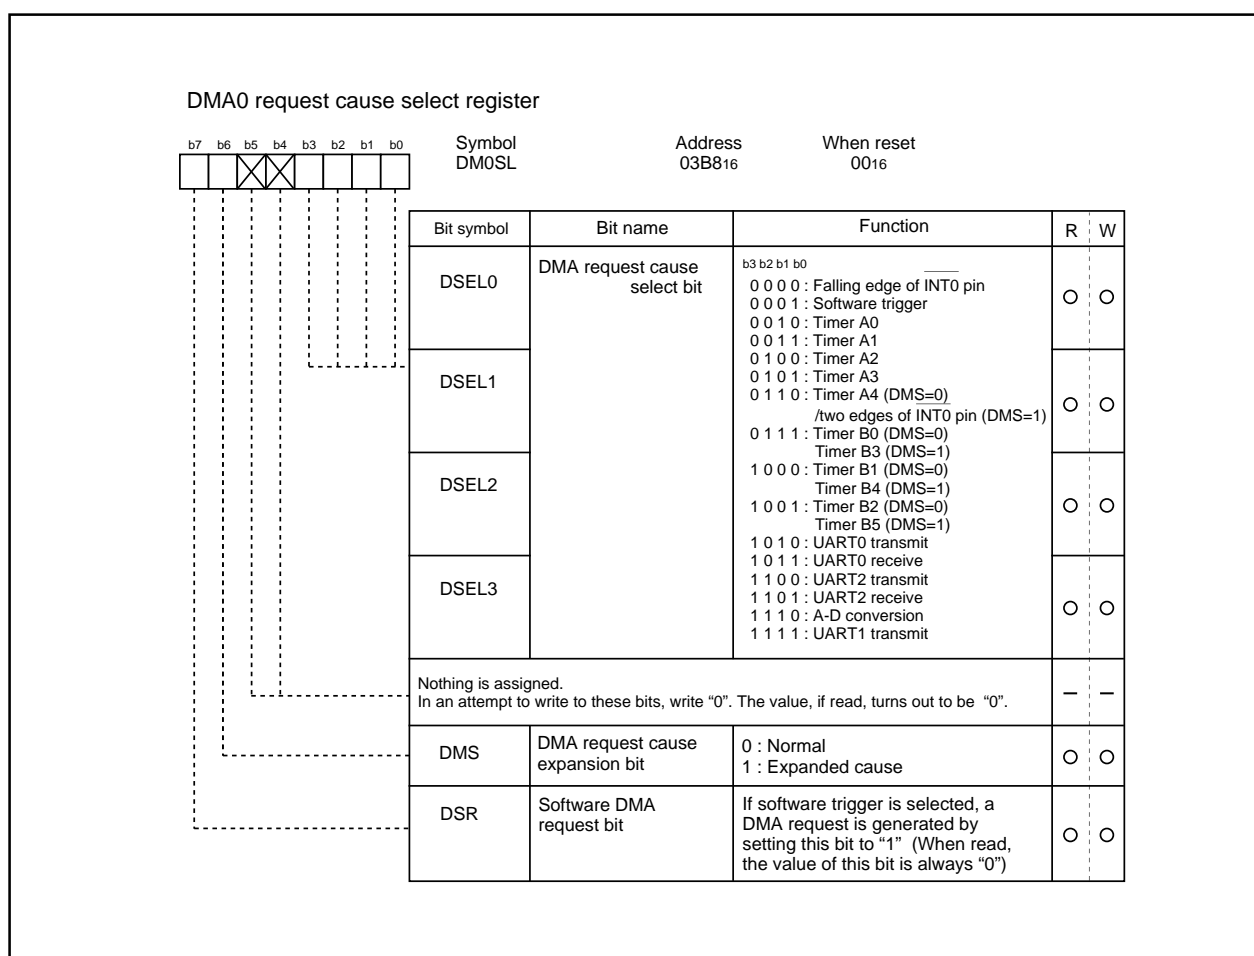 DMA0 request cause select register
b7 b6 b5 b4 b3 b2 b1 b0
Symbol Address When reset
DM0SL 03B816 0016
Bit symbol Bit name Function R W
DSEL0
DSEL1
DSEL2
DSEL3
DMA request cause
select bit
b3 b2 b1 b0
0 0 0 0 : Falling edge of INT0 pin
0 0 0 1 : Software trigger
0 0 1 0 : Timer A0
0 0 1 1 : Timer A1
0 1 0 0 : Timer A2
0 1 0 1 : Timer A3
0 1 1 0 : Timer A4 (DMS=0)
/two edges of INT0 pin (DMS=1)
0 1 1 1 : Timer B0 (DMS=0)
Timer B3 (DMS=1)
1 0 0 0 : Timer B1 (DMS=0)
Timer B4 (DMS=1)
1 0 0 1 : Timer B2 (DMS=0)
Timer B5 (DMS=1)
1 0 1 0 : UART0 transmit
1 0 1 1 : UART0 receive
1 1 0 0 : UART2 transmit
1 1 0 1 : UART2 receive
1 1 1 0 : A-D conversion
1 1 1 1 : UART1 transmit
Nothing is assigned.
In an attempt to write to these bits, write “0”. The value, if read, turns out to be “0”.
DMS
DMA request cause
expansion bit
0 : Normal
1 : Expanded cause
DSR
Software DMA
request bit
If software trigger is selected, a
DMA request is generated by
setting this bit to “1” (When read,
the value of this bit is always “0”)